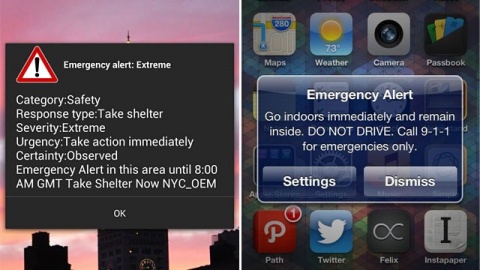 Emergency alert: Extreme
Category:Safety
Response type:Take shelter
Severity:Extreme
Urgency:Take action immediately
Certainty:Observed
Emergency Alert in this area until 8:00
AM GMT Take Shelter Now NYC_OEM
OK
Maps
Weather
Camera
Passbook
73°
Emergency Alert
Go indoors immediately and remain
inside. DO NOT DRIVE. Call 9-1-1
for emergencies only.
Settings
Dismiss
1
Path
Twitter
Felix
Instapaper